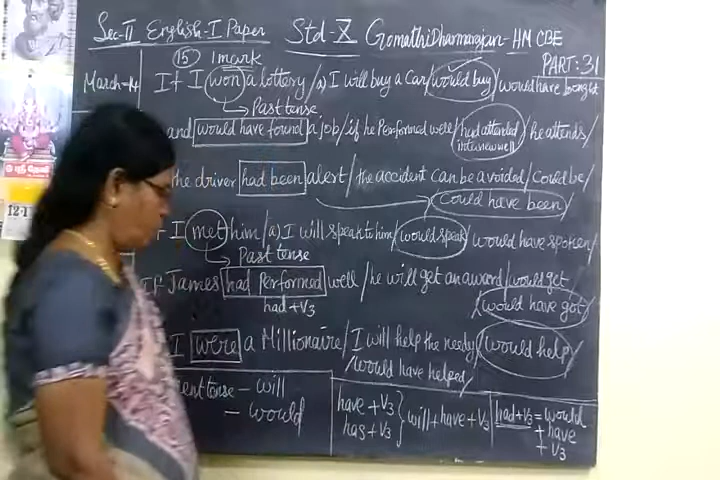 Sec-II English-I Paper Std-X Gomathi Dharmarajan-HM CBE
PART:31
15 1 mark
March-14 If I won a lottery /a) I will buy a Car/would buy/would have bought
Past tense
and would have found a job/if he Performed were/had attended interview well/he attends/
the driver had been alert/the accident can be avoided/could be/
could have been/
I met him/a) I will speak to him/would speak/would have spoken/
Past tense
If James had Performed well/he will get an award/would get
had+V3
would have got/
I were a Millionaire/I will help the needy/would help/
/would have helped/
tense - will
- would
have + V3
has + V3
} will + have + V3
had+V3 = would
+ have
+ V3
12-1